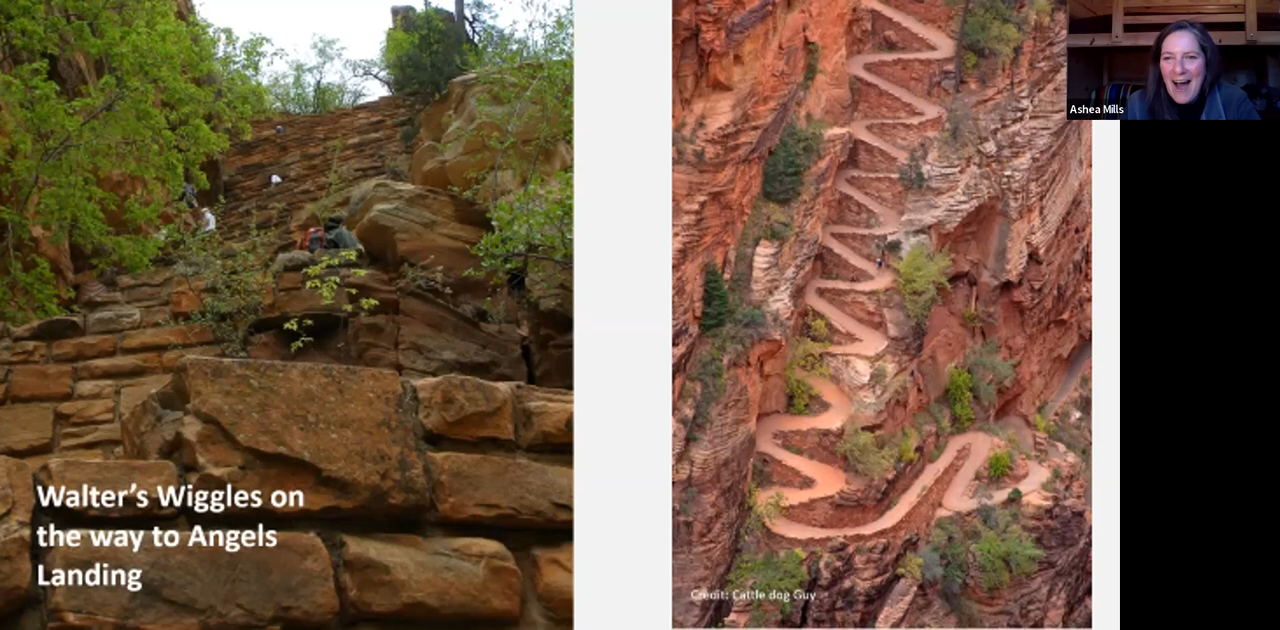 Walter's Wiggles on
the way to Angels
Landing
Credit: Cattle dog Guy
Ashea Mills